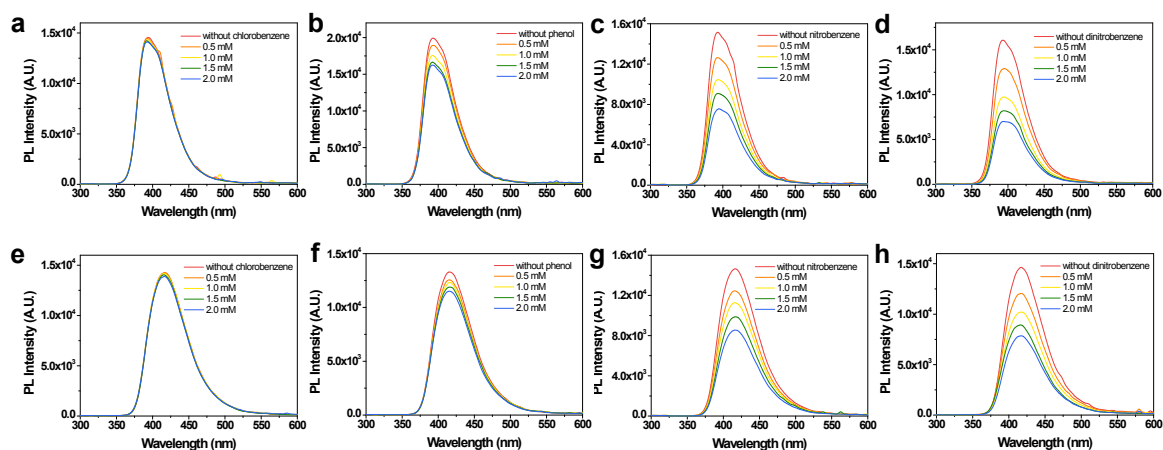 a
PL Intensity (A.U.)
1.5x10⁴
1.0x10⁴
5.0x10³
0.0
without chlorobenzene
0.5 mM
1.0 mM
1.5 mM
2.0 mM
300 350 400 450 500 550 600
Wavelength (nm)
b
PL Intensity (A.U.)
2.0x10⁴
1.5x10⁴
1.0x10⁴
5.0x10³
0.0
without phenol
0.5 mM
1.0 mM
1.5 mM
2.0 mM
300 350 400 450 500 550 600
Wavelength (nm)
c
PL Intensity (A.U.)
1.6x10⁴
1.2x10⁴
8.0x10³
4.0x10³
0.0
without nitrobenzene
0.5 mM
1.0 mM
1.5 mM
2.0 mM
300 350 400 450 500 550 600
Wavelength (nm)
d
PL Intensity (A.U.)
1.5x10⁴
1.0x10⁴
5.0x10³
0.0
without dinitrobenzene
0.5 mM
1.0 mM
1.5 mM
2.0 mM
300 350 400 450 500 550 600
Wavelength (nm)
e
PL Intensity (A.U.)
1.5x10⁴
1.0x10⁴
5.0x10³
0.0
without chlorobenzene
0.5 mM
1.0 mM
1.5 mM
2.0 mM
300 350 400 450 500 550 600
Wavelength (nm)
f
PL Intensity (A.U.)
1.5x10⁴
1.0x10⁴
5.0x10³
0.0
without phenol
0.5 mM
1.0 mM
1.5 mM
2.0 mM
300 350 400 450 500 550 600
Wavelength (nm)
g
PL Intensity (A.U.)
1.6x10⁴
1.2x10⁴
8.0x10³
4.0x10³
0.0
without nitrobenzene
0.5 mM
1.0 mM
1.5 mM
2.0 mM
300 350 400 450 500 550 600
Wavelength (nm)
h
PL Intensity (A.U.)
1.5x10⁴
1.0x10⁴
5.0x10³
0.0
without dinitrobenzene
0.5 mM
1.0 mM
1.5 mM
2.0 mM
300 350 400 450 500 550 600
Wavelength (nm)